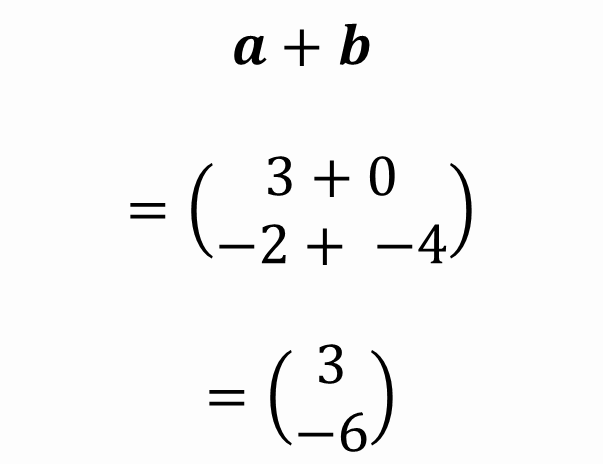 a + b
= (3 + 0
−2 + −4)
= (3
−6)